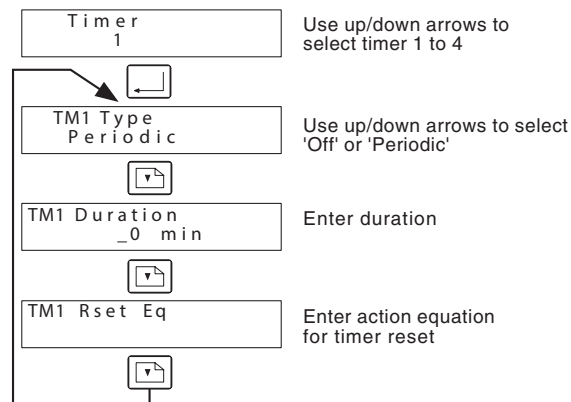 Timer
1
Use up/down arrows to
select timer 1 to 4
TM1 Type
Periodic
Use up/down arrows to select
'Off' or 'Periodic'
TM1 Duration
_0 min
Enter duration
TM1 Rset Eq
Enter action equation
for timer reset